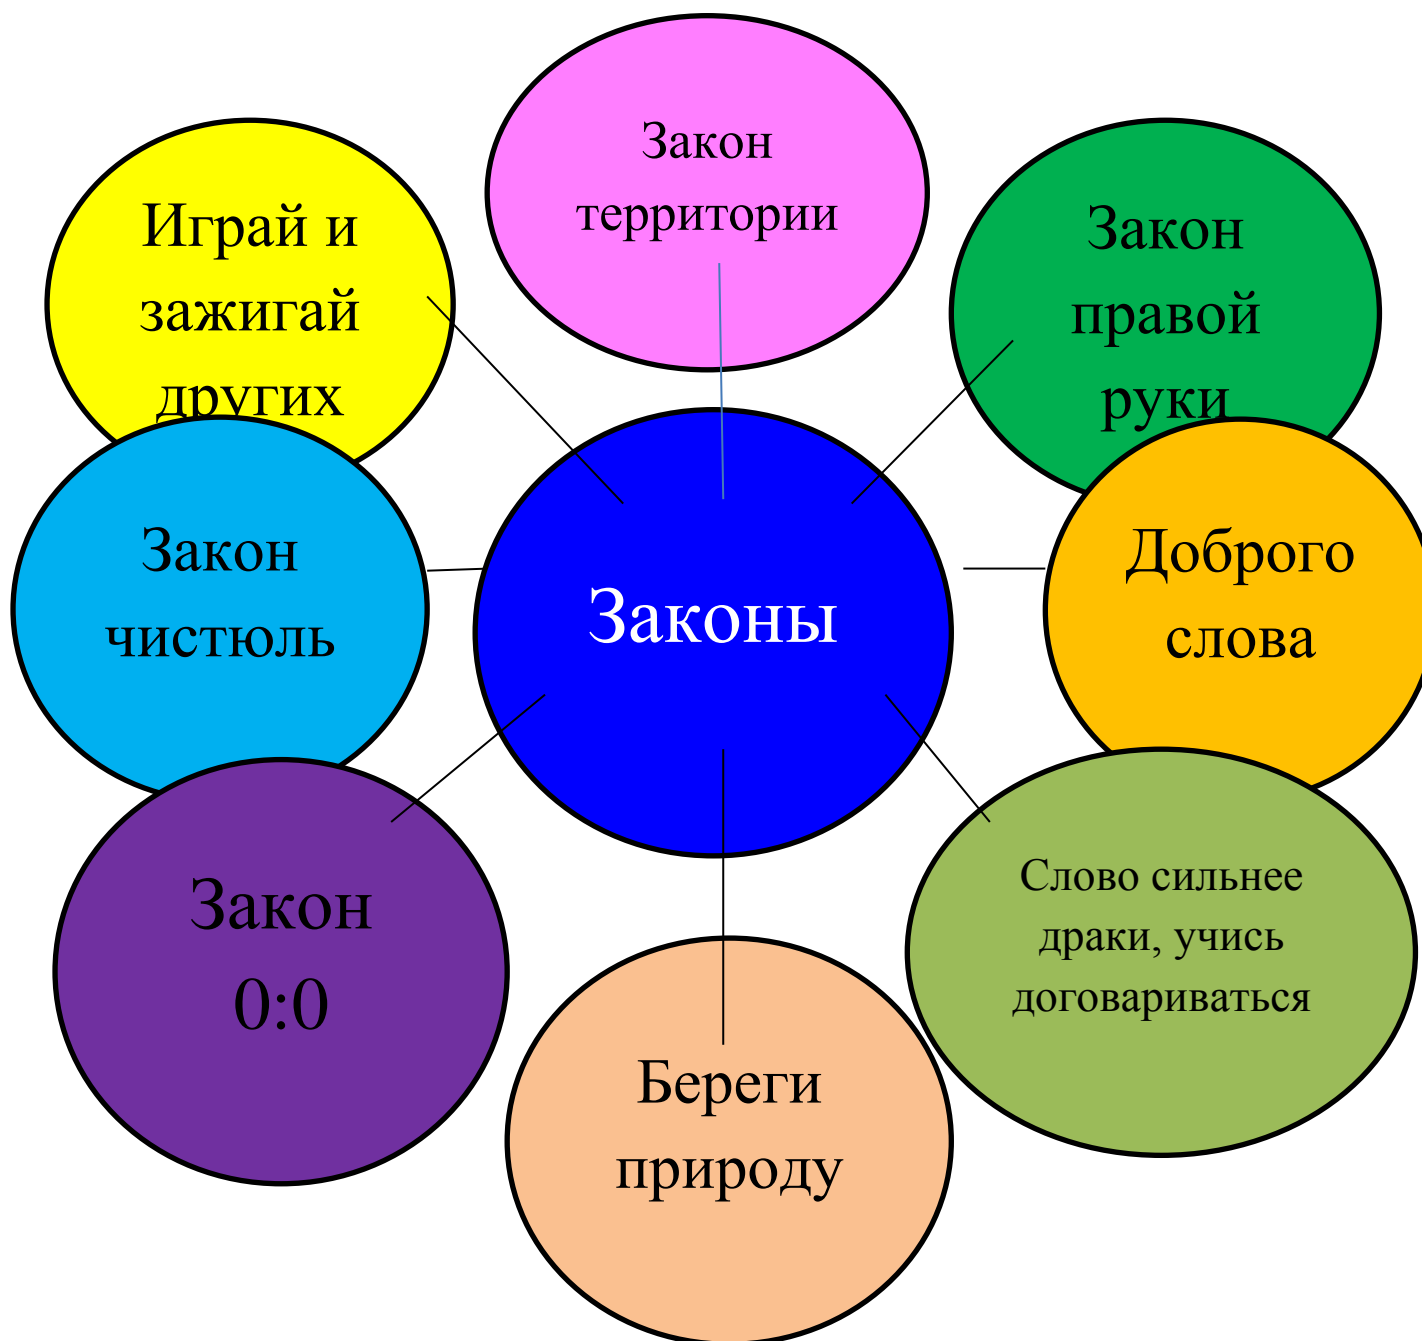 Закон
территории
Играй и
зажигай
других
Закон
правой
руки
Закон
чистюль
Законы
Доброго
слова
Закон
0:0
Слово сильнее
драки, учись
договариваться
Береги
природу